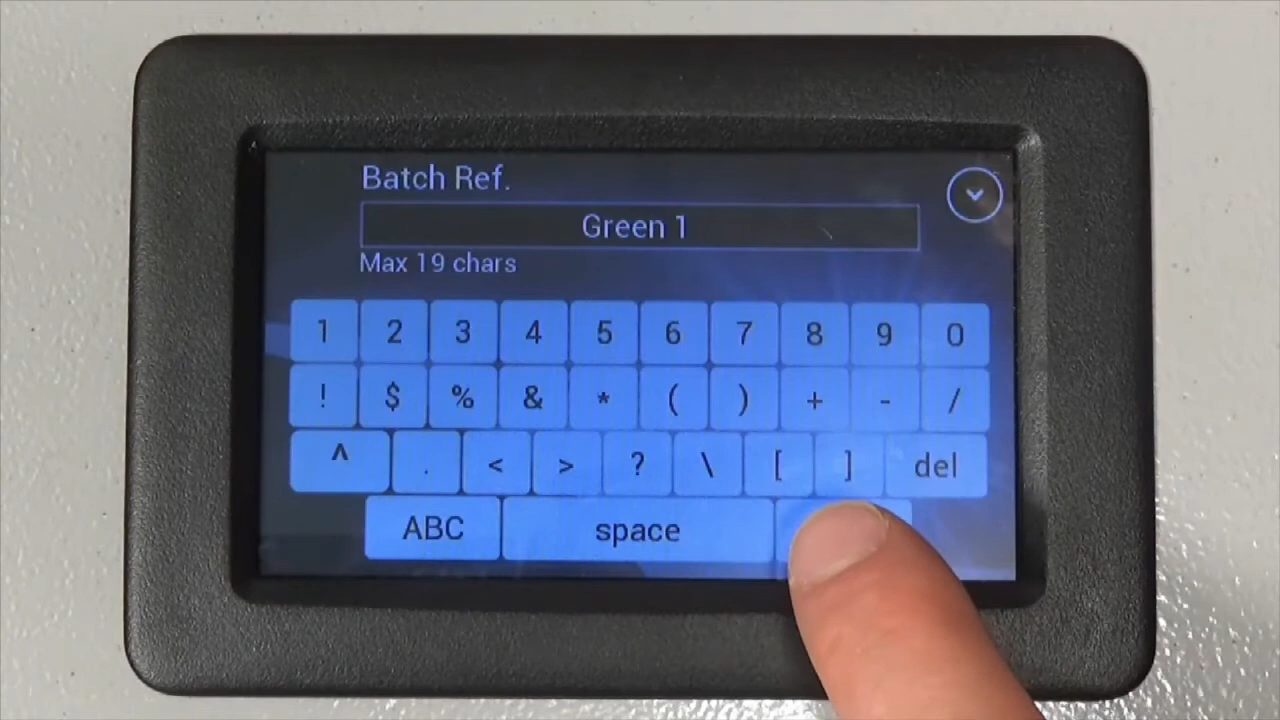 Batch Ref.
Green 1
Max 19 chars
1 2 3 4 5 6 7 8 9 0
! $ % & * ( ) + - /
^ . < > ? \ [ ] del
ABC space